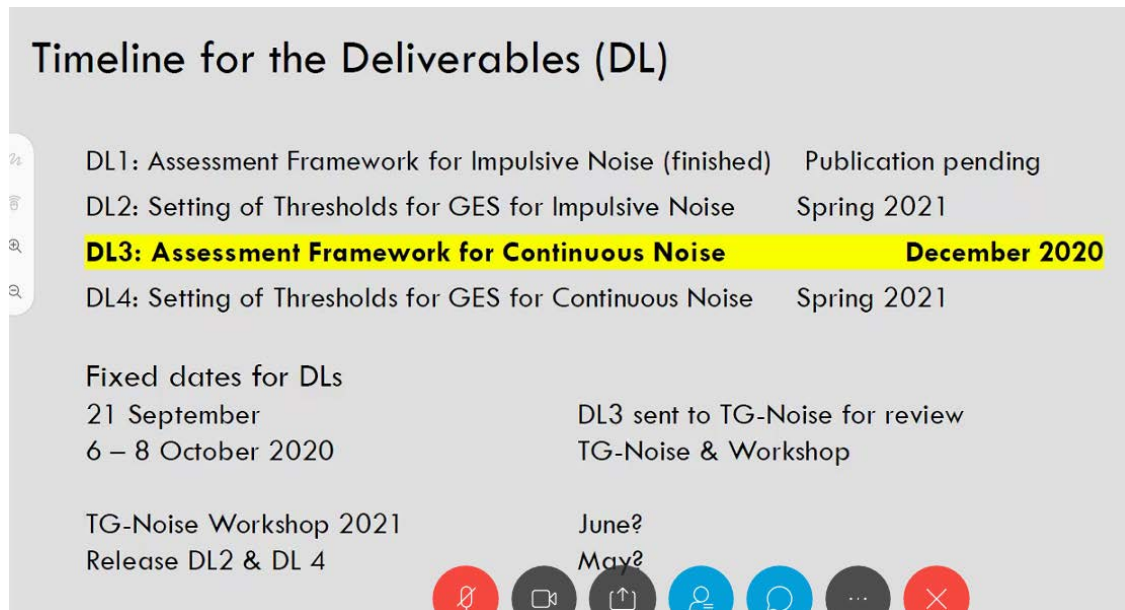 Timeline for the Deliverables (DL)
DL1: Assessment Framework for Impulsive Noise (finished) Publication pending
DL2: Setting of Thresholds for GES for Impulsive Noise Spring 2021
DL3: Assessment Framework for Continuous Noise December 2020
DL4: Setting of Thresholds for GES for Continuous Noise Spring 2021
Fixed dates for DLs
21 September DL3 sent to TG-Noise for review
6 – 8 October 2020 TG-Noise & Workshop
TG-Noise Workshop 2021 June?
Release DL2 & DL 4 May?